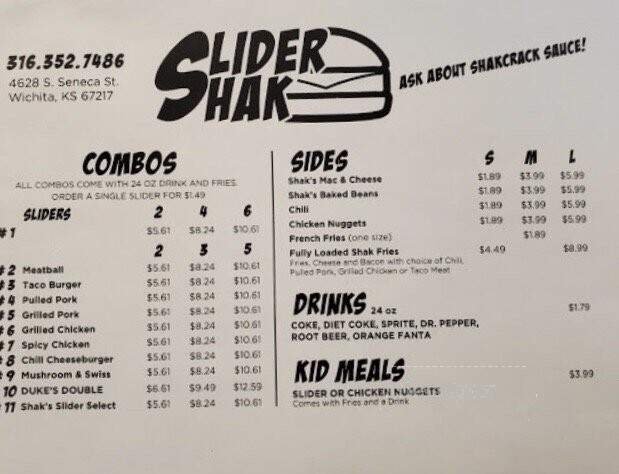 316.352.7486
4628 S. Seneca St.
Wichita, KS 67217
SLIDER
SHAK
ASK ABOUT SHAKCRACK SAUCE!
COMBOS
ALL COMBOS COME WITH 24 OZ DRINK AND FRIES
ORDER A SINGLE SLIDER FOR $1.49
SLIDERS 2 4 6
#1 $5.61 $8.24 $10.61
2 3 5
#2 Meatball $5.61 $8.24 $10.61
#3 Taco Burger $5.61 $8.24 $10.61
#4 Pulled Pork $5.61 $8.24 $10.61
#5 Grilled Pork $5.61 $8.24 $10.61
#6 Grilled Chicken $5.61 $8.24 $10.61
#7 Spicy Chicken $5.61 $8.24 $10.61
#8 Chili Cheeseburger $5.61 $8.24 $10.61
#9 Mushroom & Swiss $5.61 $8.24 $10.61
10 DUKE'S DOUBLE $6.61 $9.49 $12.59
11 Shak's Slider Select $5.61 $8.24 $10.61
SIDES S M L
Shak's Mac & Cheese $1.89 $3.99 $5.99
Shak's Baked Beans $1.89 $3.99 $5.99
Chili $1.89 $3.99 $5.99
Chicken Nuggets $1.89 $3.99 $5.99
French Fries (one size) $1.89
Fully Loaded Shak Fries $4.49 $8.99
Fries, Cheese and Bacon with choice of Chili,
Pulled Pork, Grilled Chicken or Taco Meat
DRINKS 24 oz $1.79
COKE, DIET COKE, SPRITE, DR. PEPPER,
ROOT BEER, ORANGE FANTA
KID MEALS $3.99
SLIDER OR CHICKEN NUGGETS
Comes with Fries and a Drink